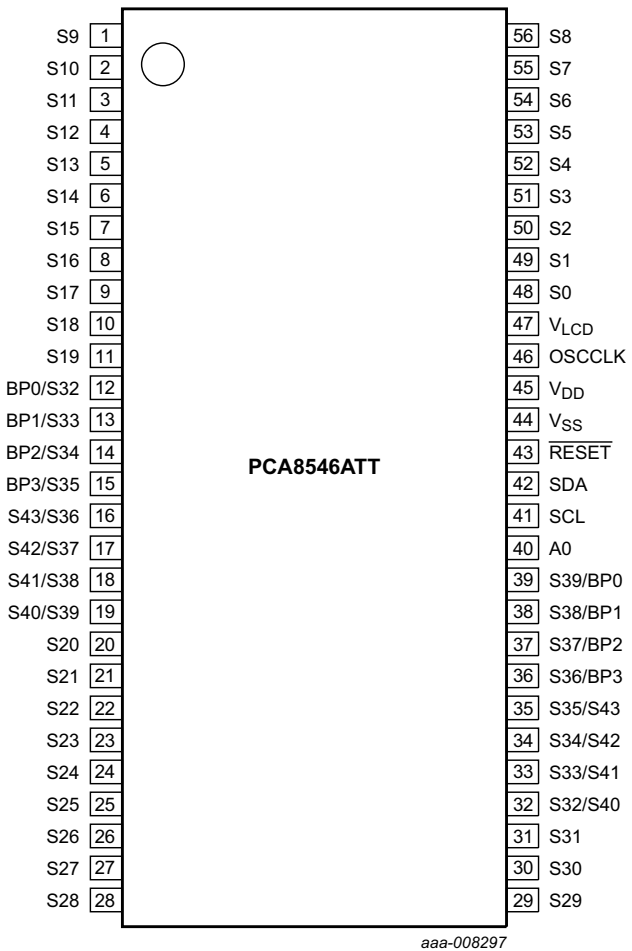 S9 1 56 S8
S10 2 55 S7
S11 3 54 S6
S12 4 53 S5
S13 5 52 S4
S14 6 51 S3
S15 7 50 S2
S16 8 49 S1
S17 9 48 S0
S18 10 47 VLCD
S19 11 46 OSCCLK
BP0/S32 12 45 VDD
BP1/S33 13 44 VSS
BP2/S34 14 43 RESET
PCA8546ATT
BP3/S35 15 42 SDA
S43/S36 16 41 SCL
S42/S37 17 40 A0
S41/S38 18 39 S39/BP0
S40/S39 19 38 S38/BP1
S20 20 37 S37/BP2
S21 21 36 S36/BP3
S22 22 35 S35/S43
S23 23 34 S34/S42
S24 24 33 S33/S41
S25 25 32 S32/S40
S26 26 31 S31
S27 27 30 S30
S28 28 29 S29
aaa-008297